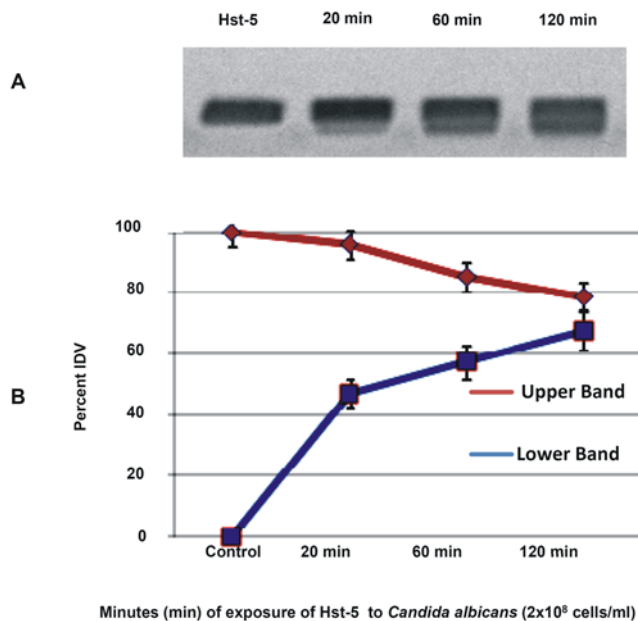 Hst-5 20 min 60 min 120 min
A
100
80
60
40
20
0
Percent IDV
B
Upper Band
Lower Band
Control 20 min 60 min 120 min
Minutes (min) of exposure of Hst-5 to Candida albicans (2x10⁸ cells/ml)